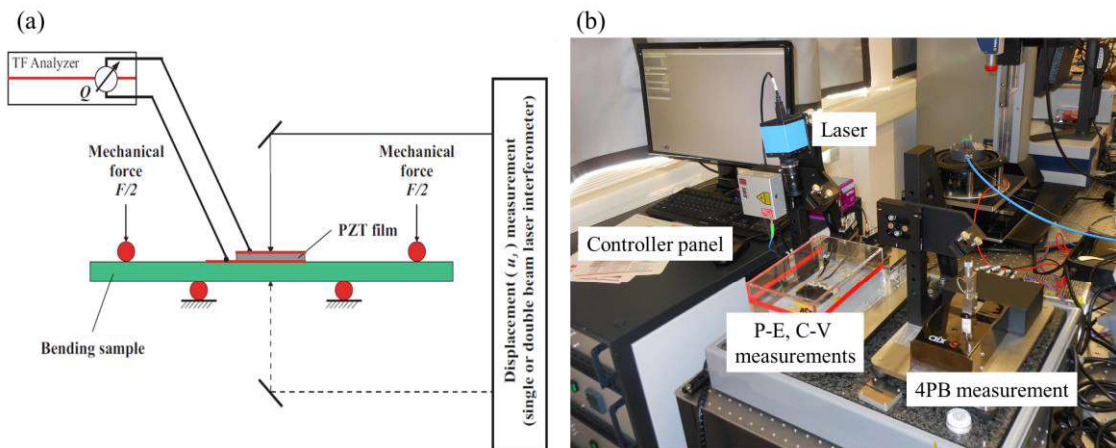 (a)
TF Analyzer
Q
Mechanical
force
F/2
Mechanical
force
F/2
PZT film
Bending sample
Displacement (u₃) measurement
(single or double beam laser interferometer)
(b)
Laser
Controller panel
P-E, C-V
measurements
4PB measurement